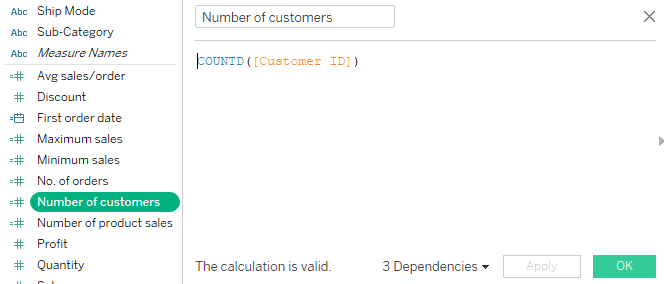 Abc Ship Mode
Abc Sub-Category
Abc Measure Names
=# Avg sales/order
# Discount
= First order date
=# Maximum sales
=# Minimum sales
=# No. of orders
=# Number of customers
=# Number of product sales
# Profit
# Quantity
Number of customers
COUNTD([Customer ID])
The calculation is valid.
3 Dependencies
Apply
OK